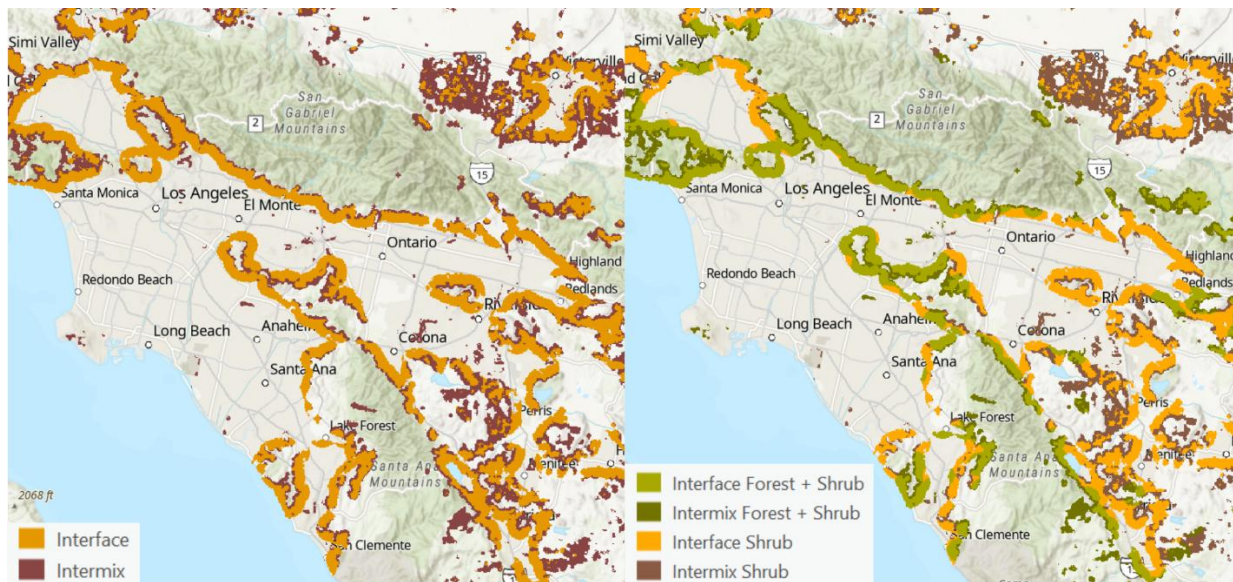 Simi Valley
San
Gabriel
Mountains
2
15
Santa Monica
Los Angeles
El Monte
Ontario
Highland
Redlands
Redondo Beach
Long Beach
Anaheim
Corona
Santa Ana
Perris
Lake Forest
Santa Ana
Mountains
2068 ft
San Clemente
Interface
Intermix
Simi Valley
San
Gabriel
Mountains
2
15
Santa Monica
Los Angeles
El Monte
Ontario
Highland
Redlands
Redondo Beach
Long Beach
Anaheim
Corona
Santa Ana
Perris
Lake Forest
Santa Ana
Mountains
San Clemente
Interface Forest + Shrub
Intermix Forest + Shrub
Interface Shrub
Intermix Shrub